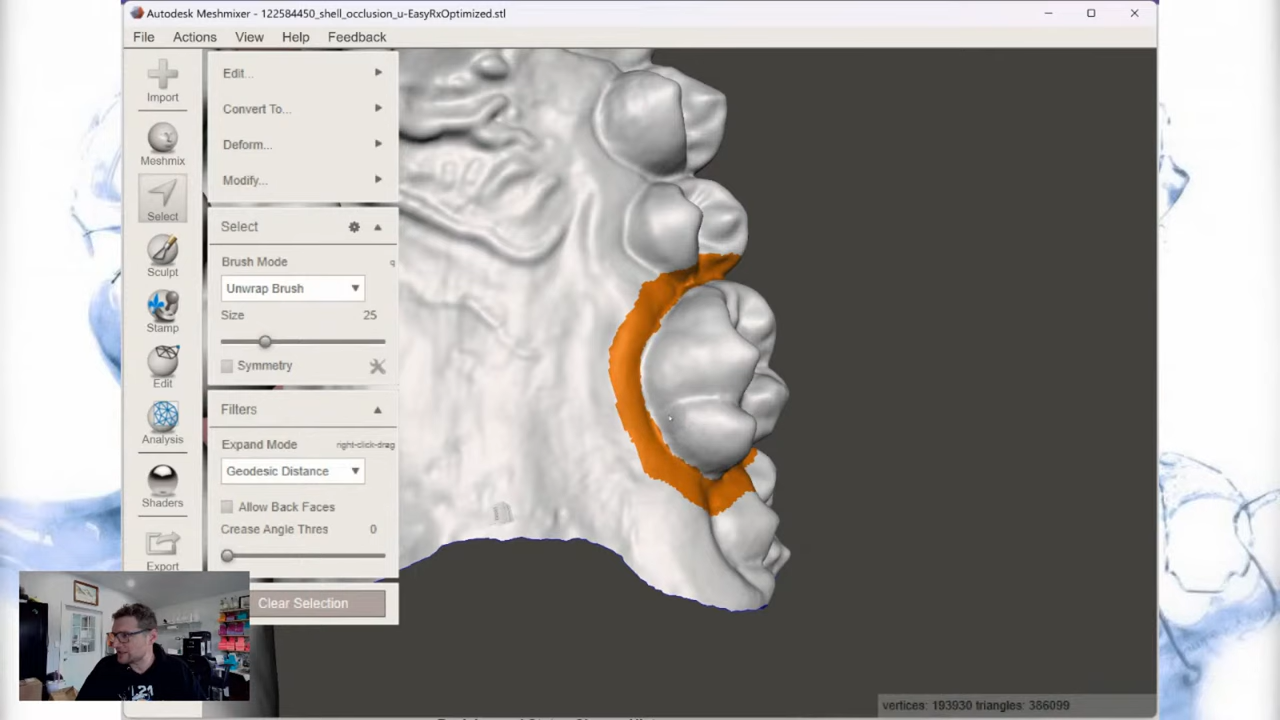 Autodesk Meshmixer - 122584450_shell_occlusion_u-EasyRxOptimized.stl
File Actions View Help Feedback
Import
Meshmix
Select
Sculpt
Stamp
Edit
Analysis
Shaders
Export
Edit...
Convert To...
Deform...
Modify...
Select
Brush Mode q
Unwrap Brush
Size 25
Symmetry
Filters
Expand Mode right-click-drag
Geodesic Distance
Allow Back Faces
Crease Angle Thres 0
Clear Selection
vertices: 193930 triangles: 386099